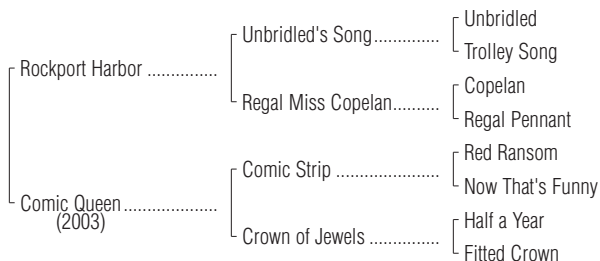 Unbridled
Unbridled's Song..............
Trolley Song
Rockport Harbor ...............
Copelan
Regal Miss Copelan..........
Regal Pennant
Red Ransom
Comic Strip ......................
Now That's Funny
Comic Queen....................
(2003)
Half a Year
Crown of Jewels ...............
Fitted Crown